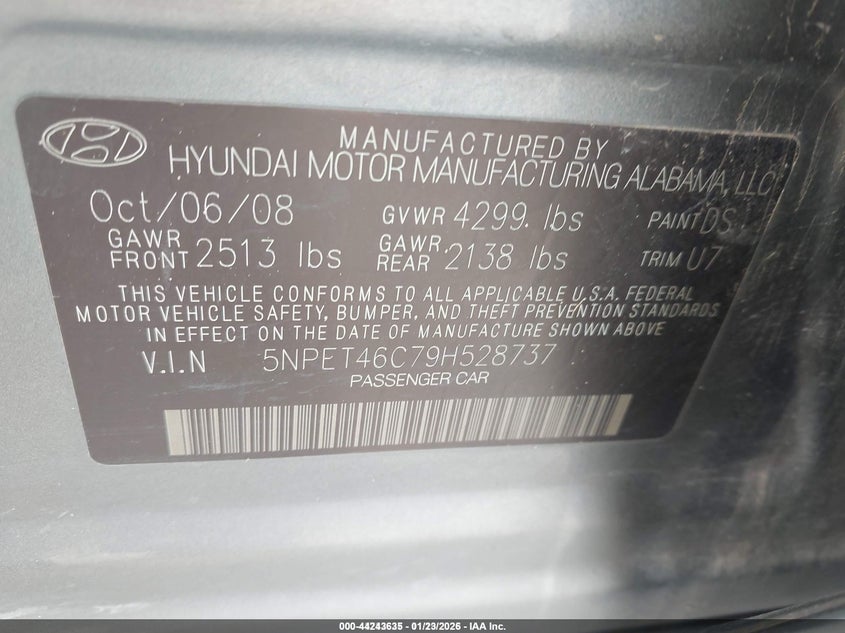 MANUFACTURED BY
HYUNDAI MOTOR MANUFACTURING ALABAMA, LLC
Oct/06/08 GVWR 4299 lbs PAINT DS
GAWR FRONT 2513 lbs GAWR REAR 2138 lbs TRIM U7
THIS VEHICLE CONFORMS TO ALL APPLICABLE U.S.A. FEDERAL
MOTOR VEHICLE SAFETY, BUMPER, AND THEFT PREVENTION STANDARDS
IN EFFECT ON THE DATE OF MANUFACTURE SHOWN ABOVE
V.I.N 5NPET46C79H528737
PASSENGER CAR
000-44243635 - 01/23/2026 - IAA Inc.